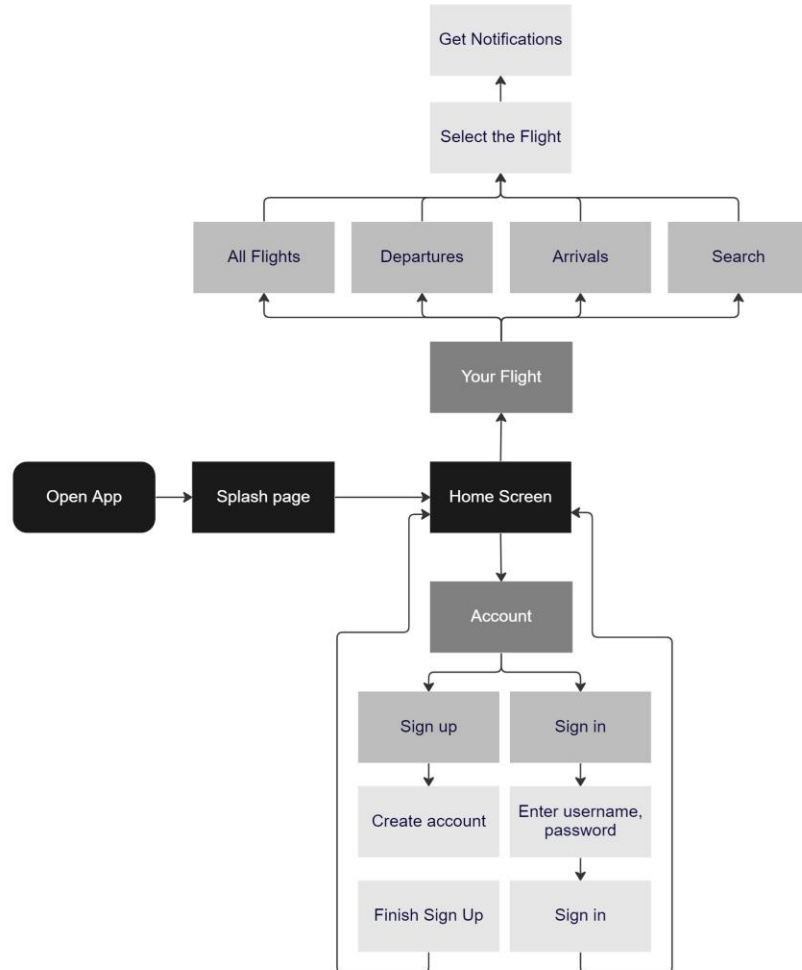 Get Notifications
Select the Flight
All Flights
Departures
Arrivals
Search
Your Flight
Open App
Splash page
Home Screen
Account
Sign up
Sign in
Create account
Enter username,
password
Finish Sign Up
Sign in